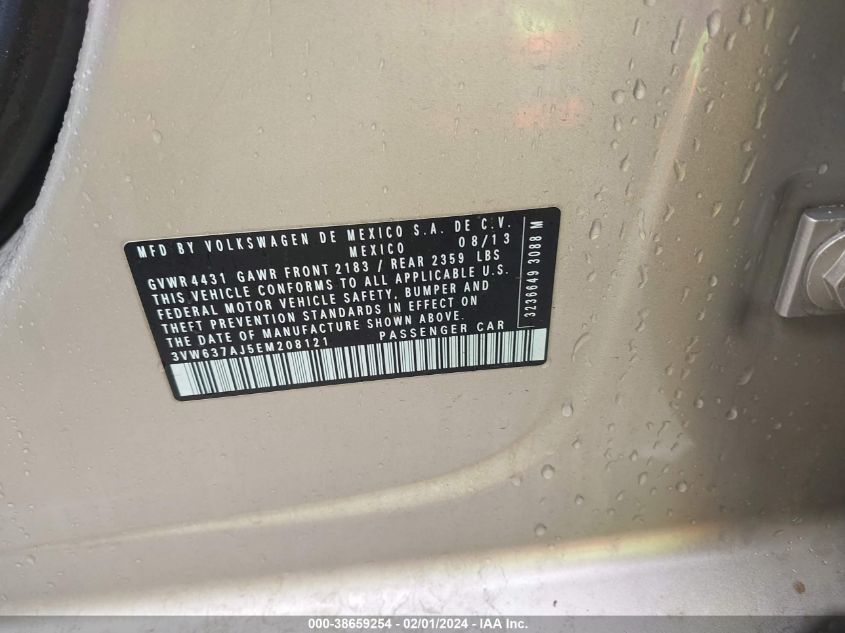 MFD BY VOLKSWAGEN DE MEXICO S.A. DE C.V.
MEXICO 08/13
GVWR4431 GAWR FRONT 2183 / REAR 2359 LBS
THIS VEHICLE CONFORMS TO ALL APPLICABLE U.S.
FEDERAL MOTOR VEHICLE SAFETY, BUMPER AND
THEFT PREVENTION STANDARDS IN EFFECT ON
THE DATE OF MANUFACTURE SHOWN ABOVE.
3VW637AJ5EM208121 PASSENGER CAR
3236649 3088 M
000-38659254 - 02/01/2024 - IAA Inc.